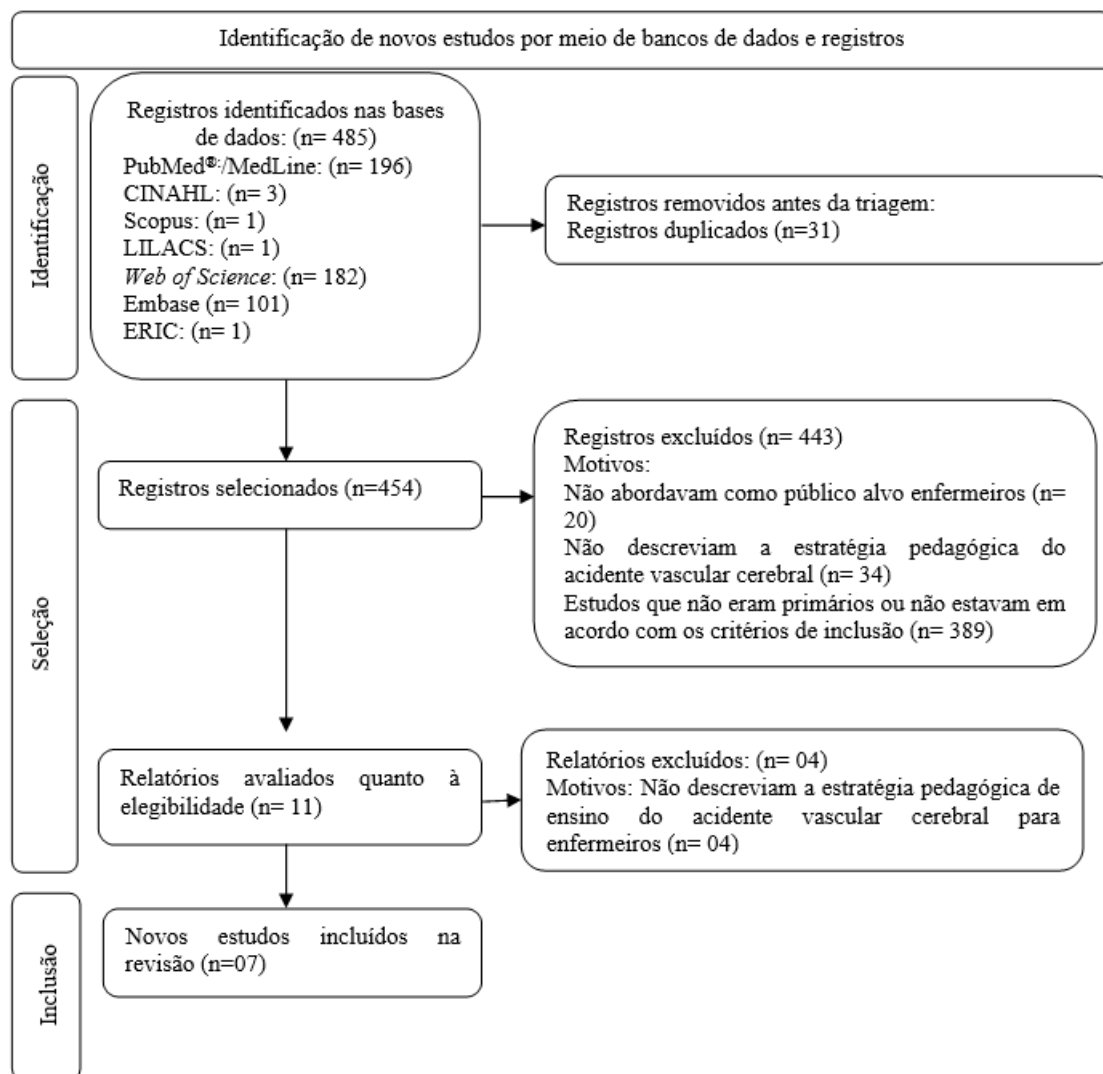 Identificação de novos estudos por meio de bancos de dados e registros
Identificação
Registros identificados nas bases
de dados: (n= 485)
PubMed®:/MedLine: (n= 196)
CINAHL: (n= 3)
Scopus: (n= 1)
LILACS: (n= 1)
Web of Science: (n= 182)
Embase (n= 101)
ERIC: (n= 1)
Registros removidos antes da triagem:
Registros duplicados (n=31)
Seleção
Registros selecionados (n=454)
Registros excluídos (n= 443)
Motivos:
Não abordavam como público alvo enfermeiros (n=
20)
Não descreviam a estratégia pedagógica do
acidente vascular cerebral (n= 34)
Estudos que não eram primários ou não estavam em
acordo com os critérios de inclusão (n= 389)
Relatórios avaliados quanto à
elegibilidade (n= 11)
Relatórios excluídos: (n= 04)
Motivos: Não descreviam a estratégia pedagógica de
ensino do acidente vascular cerebral para
enfermeiros (n= 04)
Inclusão
Novos estudos incluídos na
revisão (n=07)